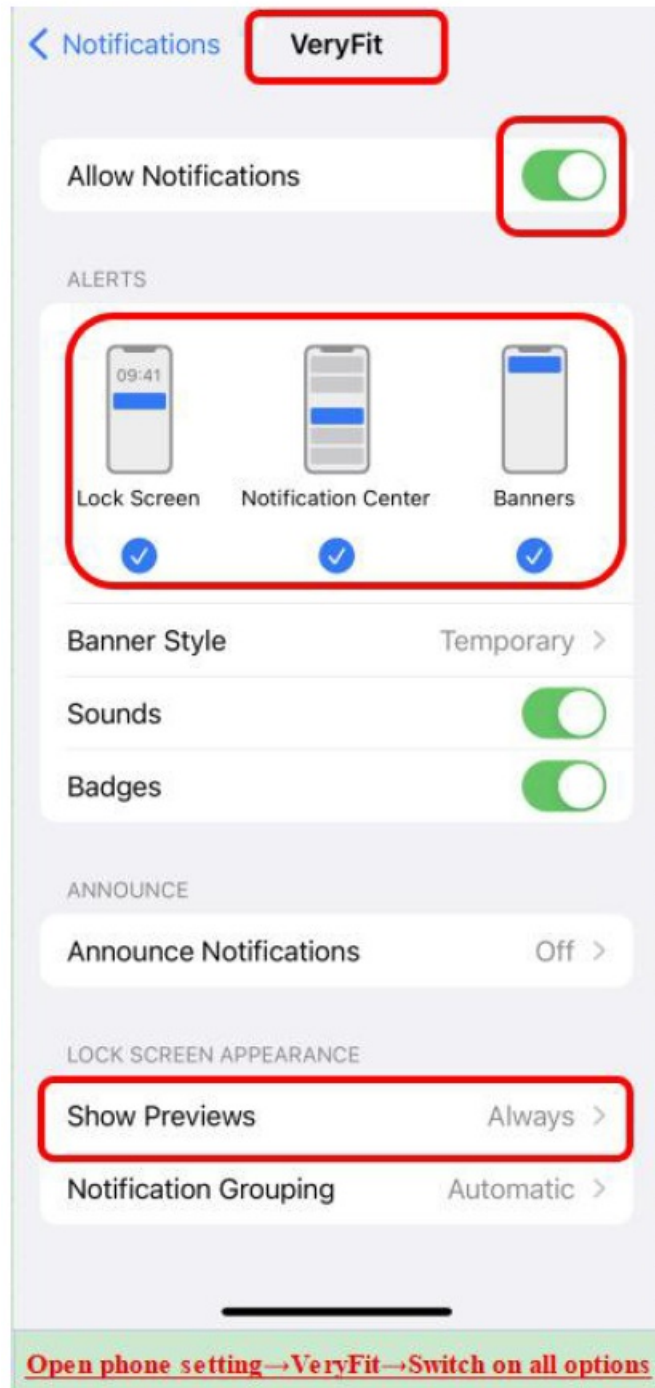 Notifications VeryFit
Allow Notifications
ALERTS
09:41
Lock Screen Notification Center Banners
Banner Style Temporary
Sounds
Badges
ANNOUNCE
Announce Notifications Off
LOCK SCREEN APPEARANCE
Show Previews Always
Notification Grouping Automatic
Open phone setting→VeryFit→Switch on all options